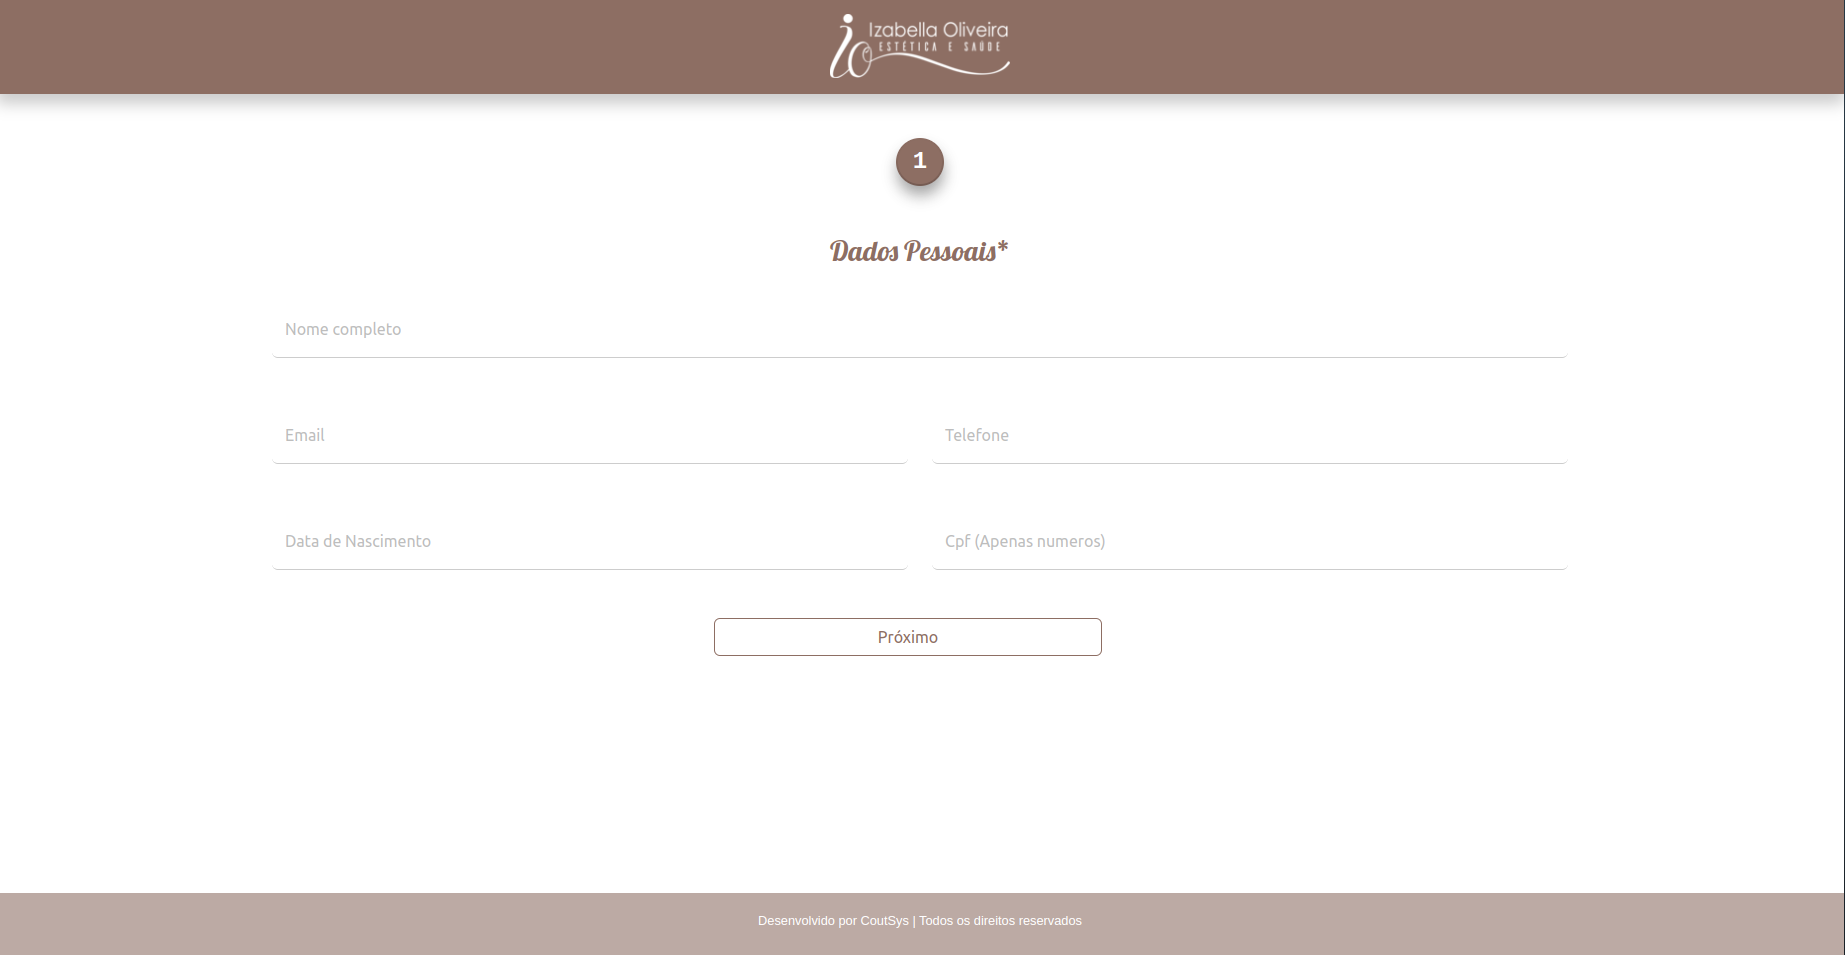 io
Izabella Oliveira
ESTÉTICA E SAÚDE
1
Dados Pessoais*
Nome completo
Email
Telefone
Data de Nascimento
Cpf (Apenas numeros)
Próximo
Desenvolvido por CoutSys | Todos os direitos reservados